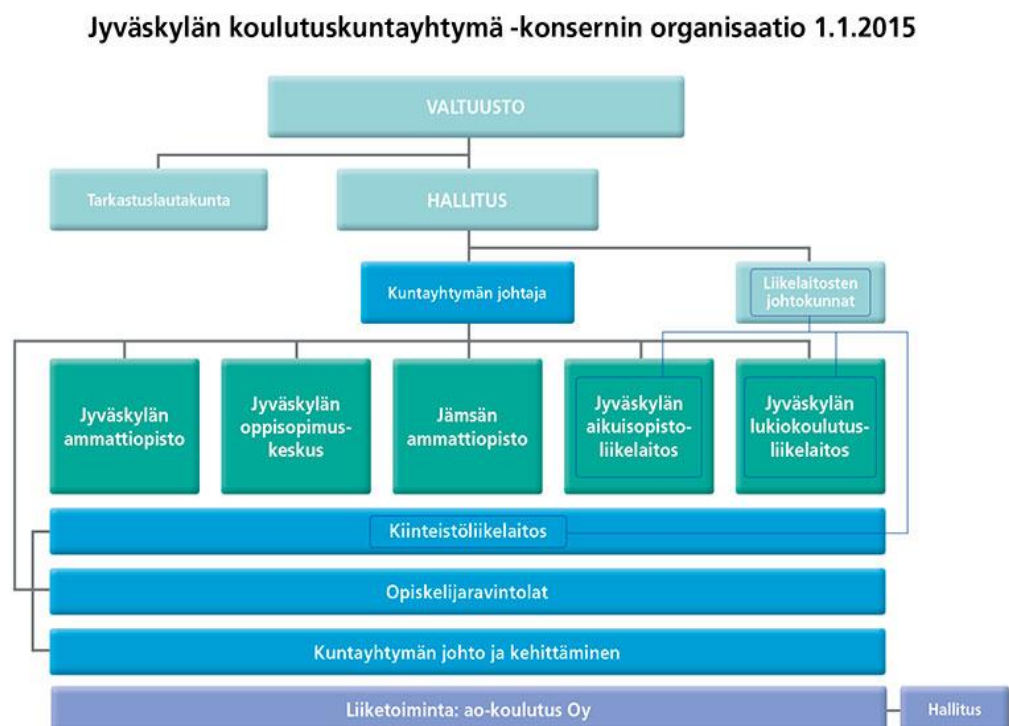 Jyväskylän koulutuskuntayhtymä -konsernin organisaatio 1.1.2015
VALTUUSTO
Tarkastuslautakunta
HALLITUS
Kuntayhtymän johtaja
Liikelaitosten
johtokunnat
Jyväskylän
ammattiopisto
Jyväskylän
oppisopimus-
keskus
Jämsän
ammattiopisto
Jyväskylän
aikuisopisto-
liikelaitos
Jyväskylän
lukiokoulutus-
liikelaitos
Kiinteistöliikelaitos
Opiskelijaravintolat
Kuntayhtymän johto ja kehittäminen
Liiketoiminta: ao-koulutus Oy
Hallitus